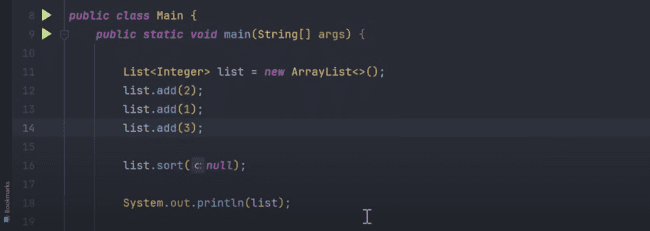 8 public class Main {
9 public static void main(String[] args) {
10
11 List<Integer> list = new ArrayList<>();
12 list.add(2);
13 list.add(1);
14 list.add(3);
15
16 list.sort( c: null);
17
18 System.out.println(list);
19
Bookmarks